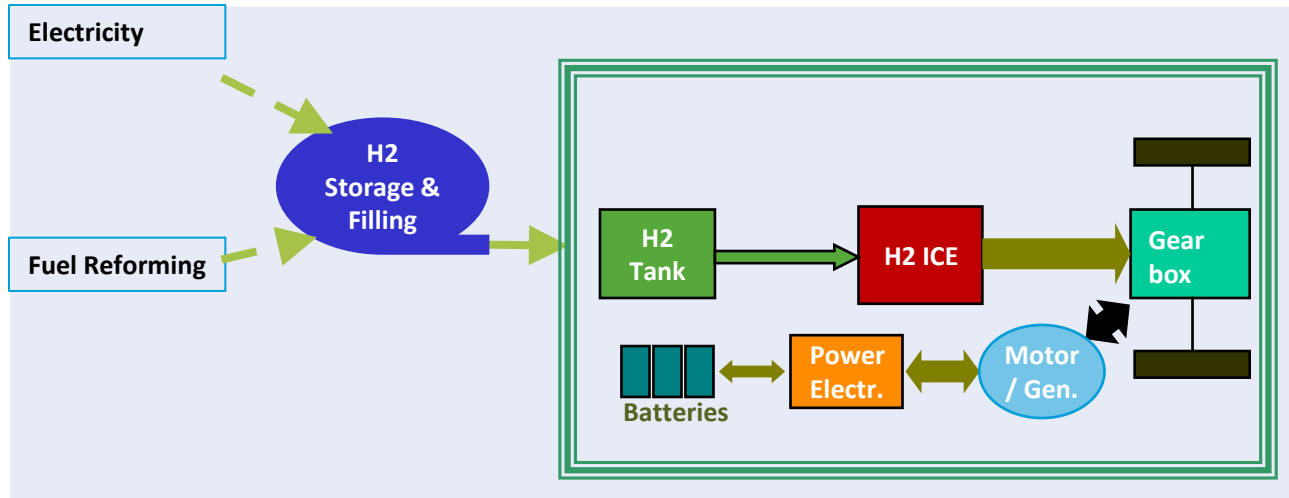 Electricity
H2
Storage &
Filling
Fuel Reforming
H2
Tank
H2 ICE
Gear
box
Power
Electr.
Motor
/ Gen.
Batteries